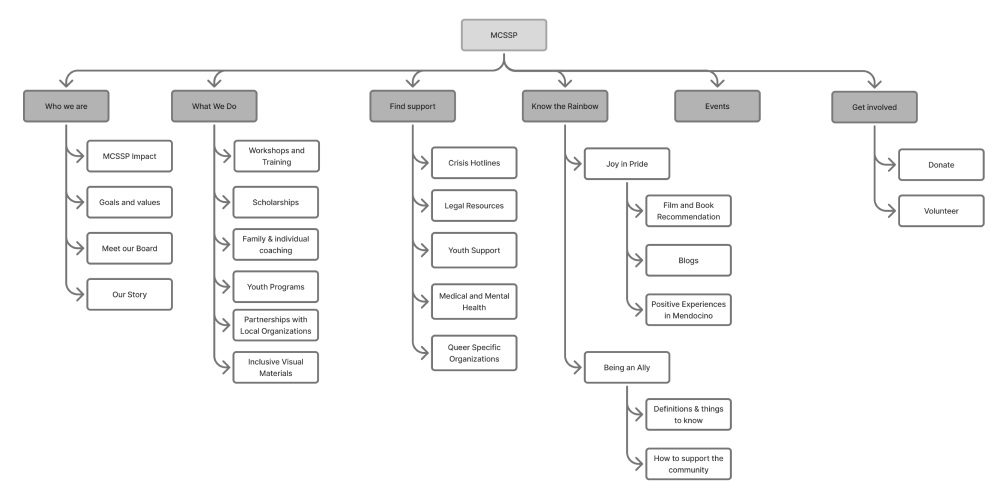 MCSSP
Who we are
What We Do
Find support
Know the Rainbow
Events
Get involved
MCSSP Impact
Goals and values
Meet our Board
Our Story
Workshops and
Training
Scholarships
Family & individual
coaching
Youth Programs
Partnerships with
Local Organizations
Inclusive Visual
Materials
Crisis Hotlines
Legal Resources
Youth Support
Medical and Mental
Health
Queer Specific
Organizations
Joy in Pride
Film and Book
Recommendation
Blogs
Positive Experiences
in Mendocino
Being an Ally
Definitions & things
to know
How to support the
community
Donate
Volunteer